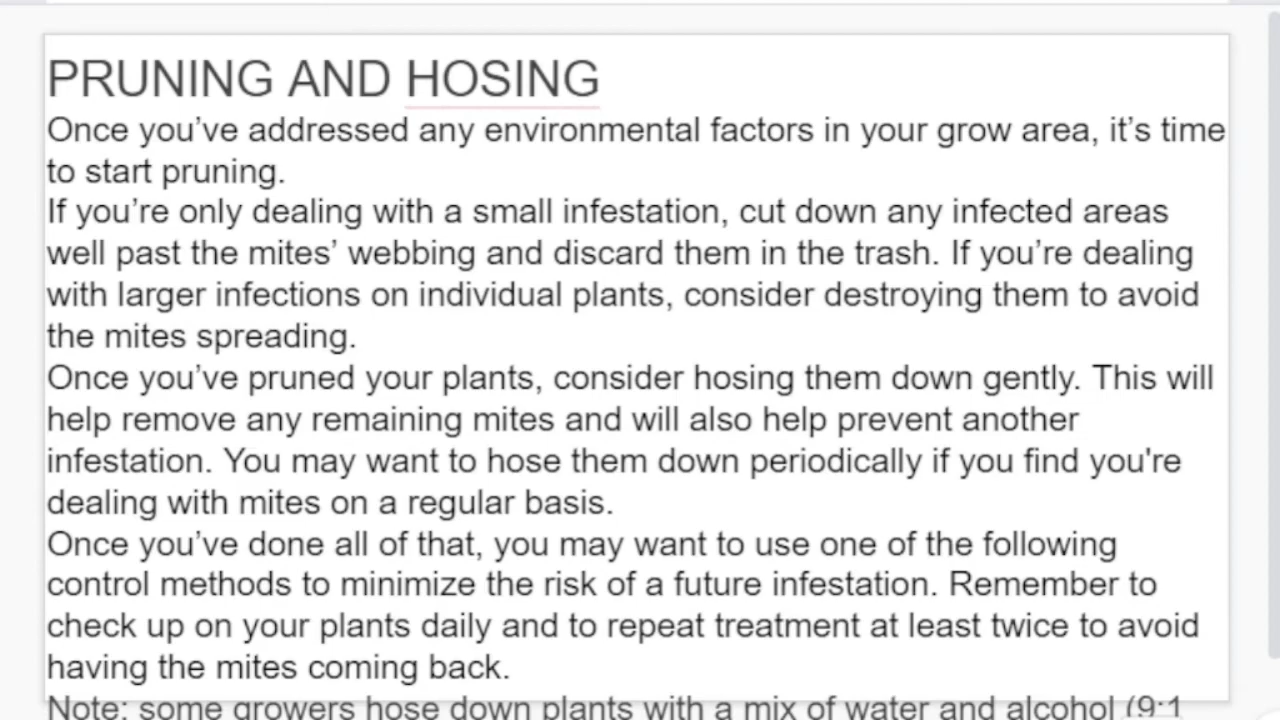 PRUNING AND HOSING
Once you’ve addressed any environmental factors in your grow area, it’s time
to start pruning.
If you’re only dealing with a small infestation, cut down any infected areas
well past the mites’ webbing and discard them in the trash. If you’re dealing
with larger infections on individual plants, consider destroying them to avoid
the mites spreading.
Once you’ve pruned your plants, consider hosing them down gently. This will
help remove any remaining mites and will also help prevent another
infestation. You may want to hose them down periodically if you find you're
dealing with mites on a regular basis.
Once you’ve done all of that, you may want to use one of the following
control methods to minimize the risk of a future infestation. Remember to
check up on your plants daily and to repeat treatment at least twice to avoid
having the mites coming back.
Note: some growers hose down plants with a mix of water and alcohol (9:1